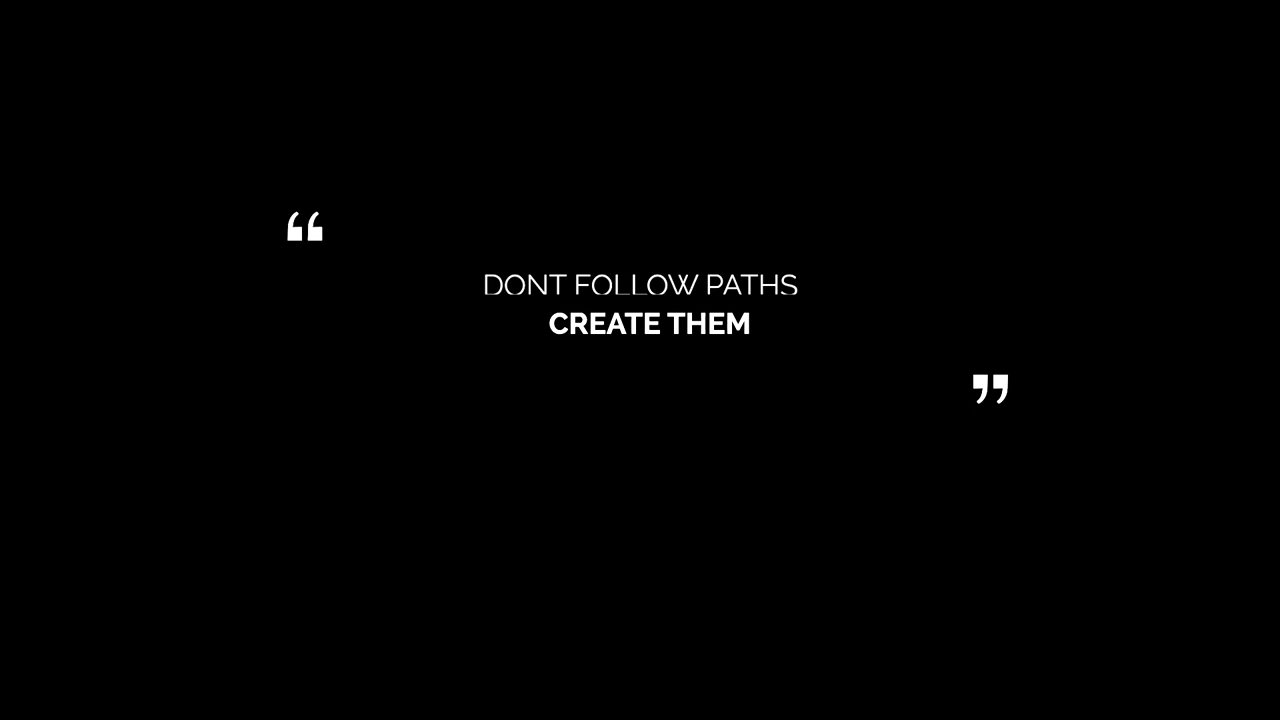 “
DONT FOLLOW PATHS
CREATE THEM
”